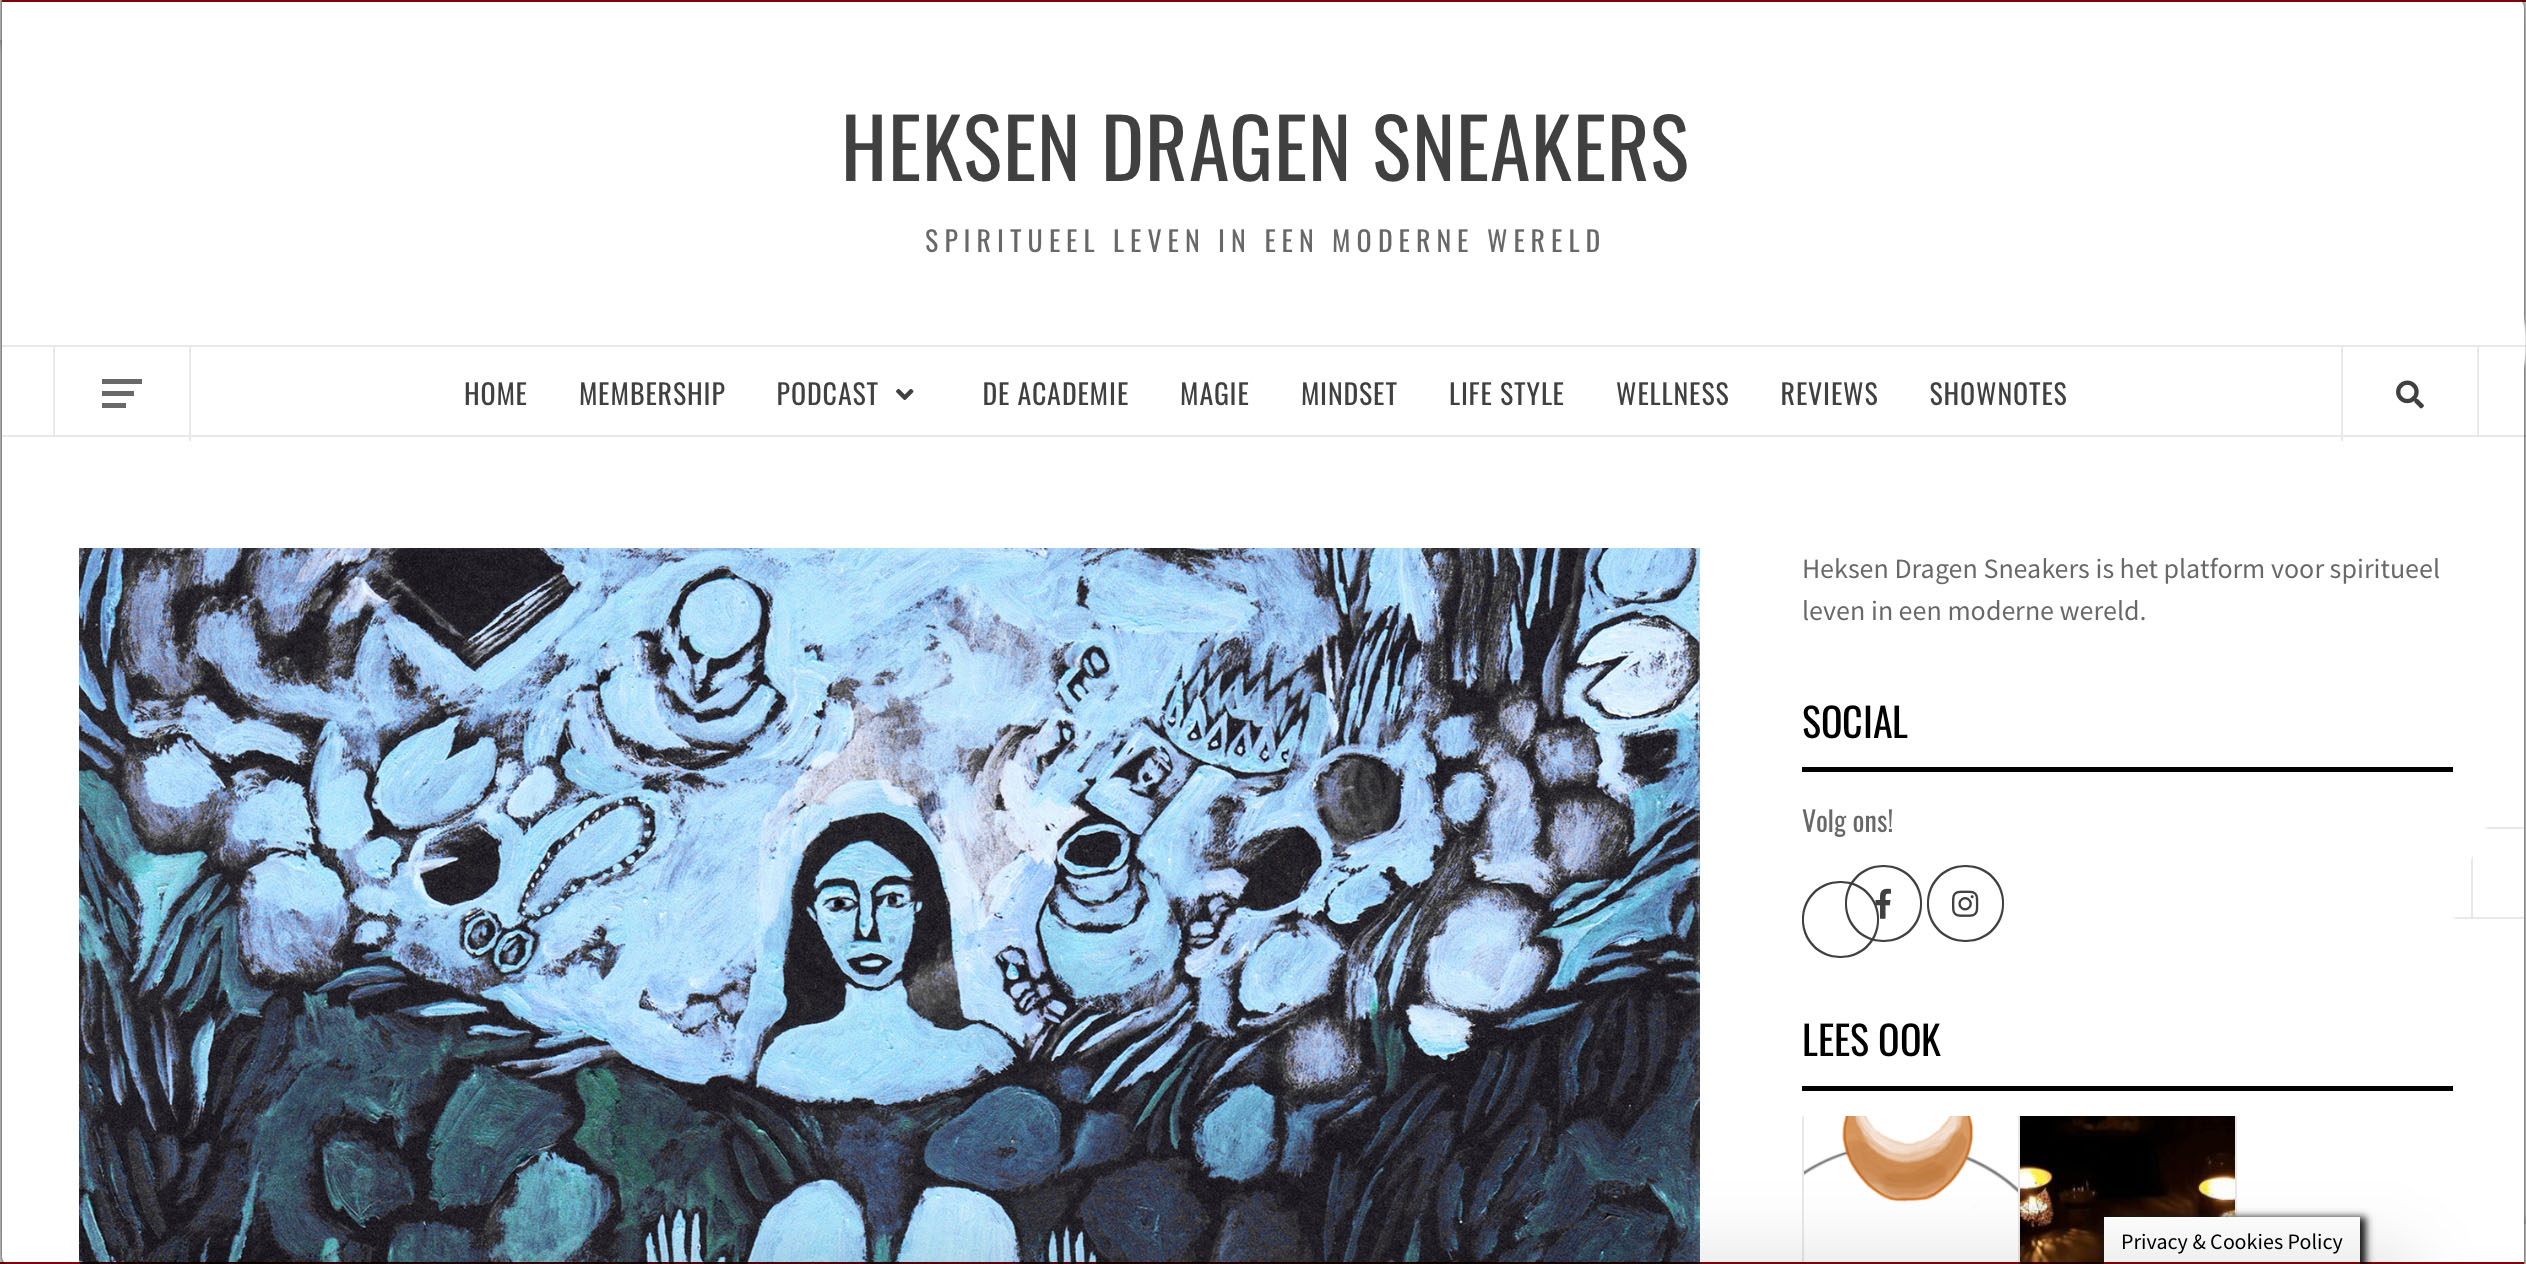 HEKSEN DRAGEN SNEAKERS
SPIRITUEEL LEVEN IN EEN MODERNE WERELD
HOME MEMBERSHIP PODCAST DE ACADEMIE MAGIE MINDSET LIFE STYLE WELLNESS REVIEWS SHOWNOTES
Heksen Dragen Sneakers is het platform voor spiritueel
leven in een moderne wereld.
SOCIAL
Volg ons!
LEES OOK
Privacy & Cookies Policy